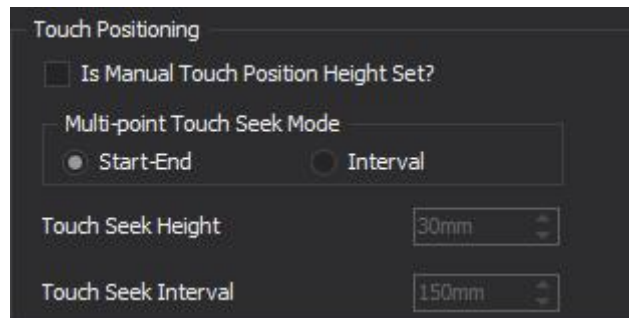 Touch Positioning
Is Manual Touch Position Height Set?
Multi-point Touch Seek Mode
Start-End Interval
Touch Seek Height 30mm
Touch Seek Interval 150mm